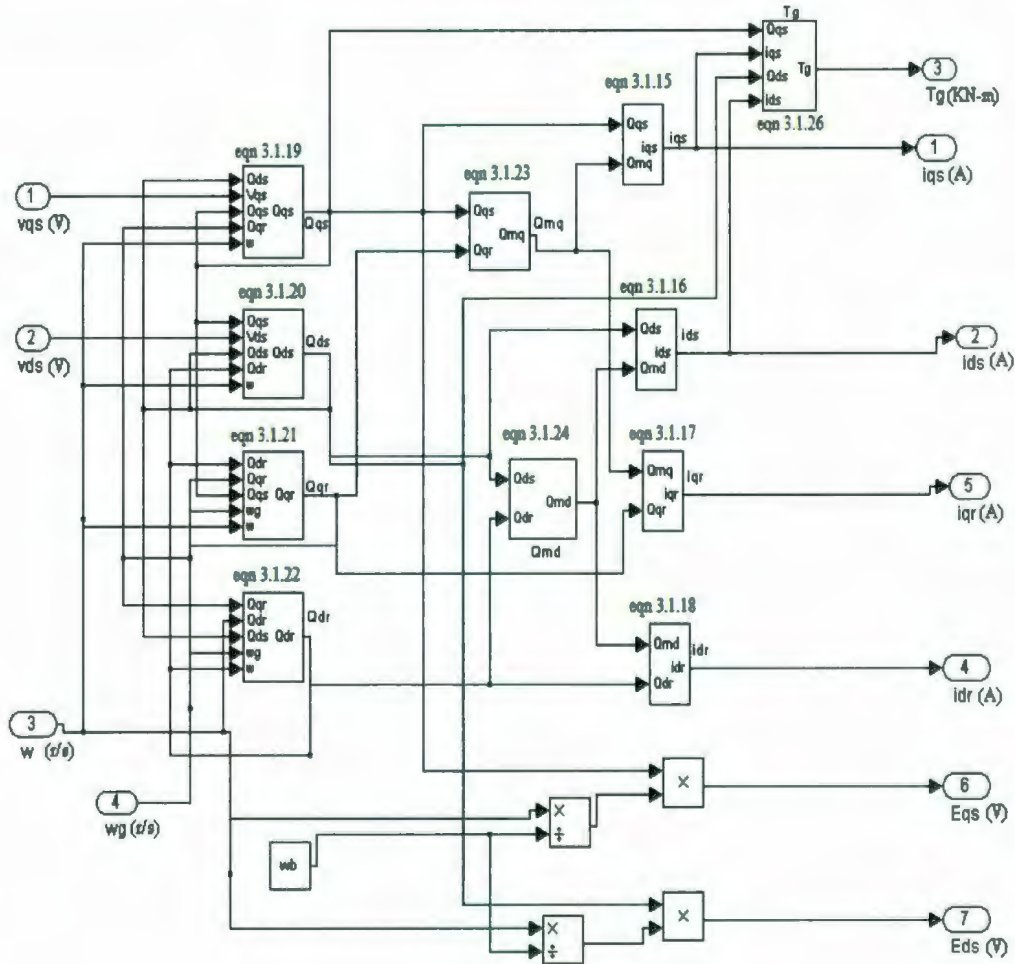 Tg
Qqs
iqs
Qds
ids
Tg
eqn 3.1.26
3
Tg (KN-m)
eqn 3.1.15
Qqs
iqs
Qmq
iqs
1
iqs (A)
eqn 3.1.19
Qds
Vqs
Qqs Qqs
Qqr
w
Qqs
1
vqs (V)
eqn 3.1.23
Qqs
Qmq
Qqr
Qmq
eqn 3.1.20
Qqs
Vds
Qds Qds
Qdr
w
Qds
2
vds (V)
eqn 3.1.16
Qds
ids
Qmd
ids
2
ids (A)
eqn 3.1.21
Qdr
Qqr
Qqs Qqr
wg
w
Qqr
eqn 3.1.24
Qds
Qmd
Qdr
Qmd
eqn 3.1.17
Qmq
iqr
Qqr
iqr
5
iqr (A)
eqn 3.1.22
Qqr
Qdr
Qds Qdr
wg
w
Qdr
eqn 3.1.18
Qmd
idr
Qdr
idr
4
idr (A)
3
w (r/s)
4
wg (r/s)
wb
×
÷
×
6
Eqs (V)
×
÷
×
7
Eds (V)